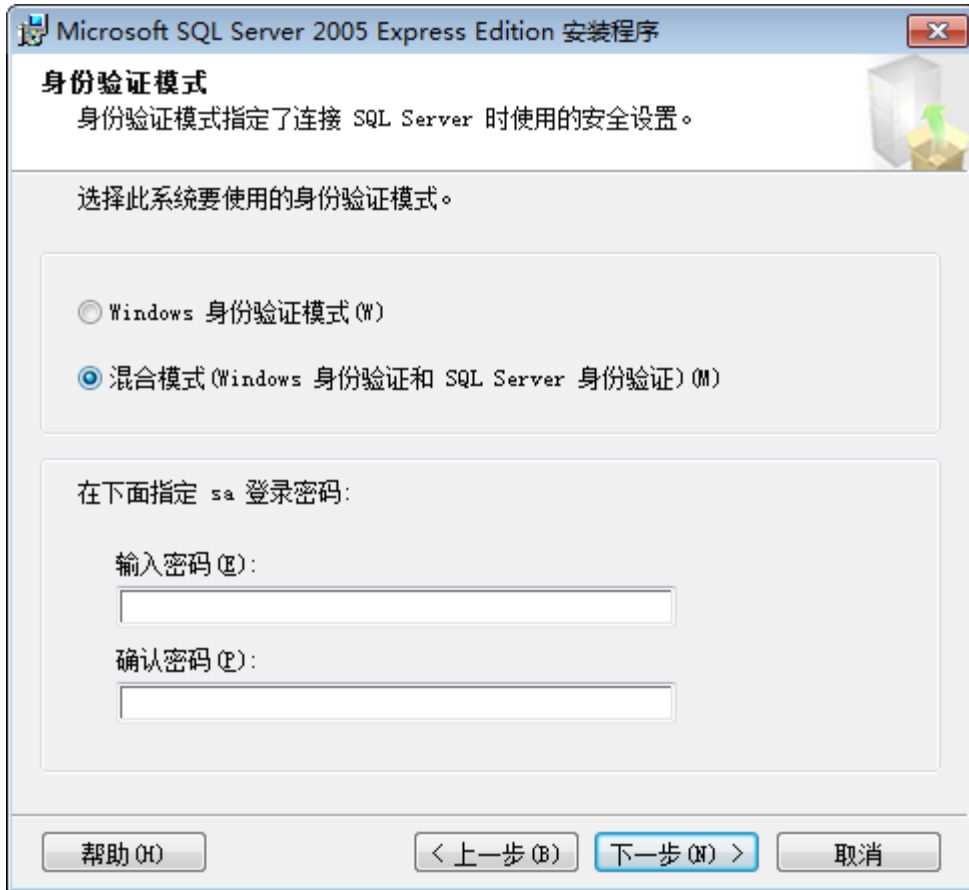 Microsoft SQL Server 2005 Express Edition 安装程序
身份验证模式
身份验证模式指定了连接 SQL Server 时使用的安全设置。
选择此系统要使用的身份验证模式。
Windows 身份验证模式(W)
混合模式(Windows 身份验证和 SQL Server 身份验证)(M)
在下面指定 sa 登录密码:
输入密码(E):
确认密码(P):
帮助(H)
< 上一步(B)
下一步(N) >
取消